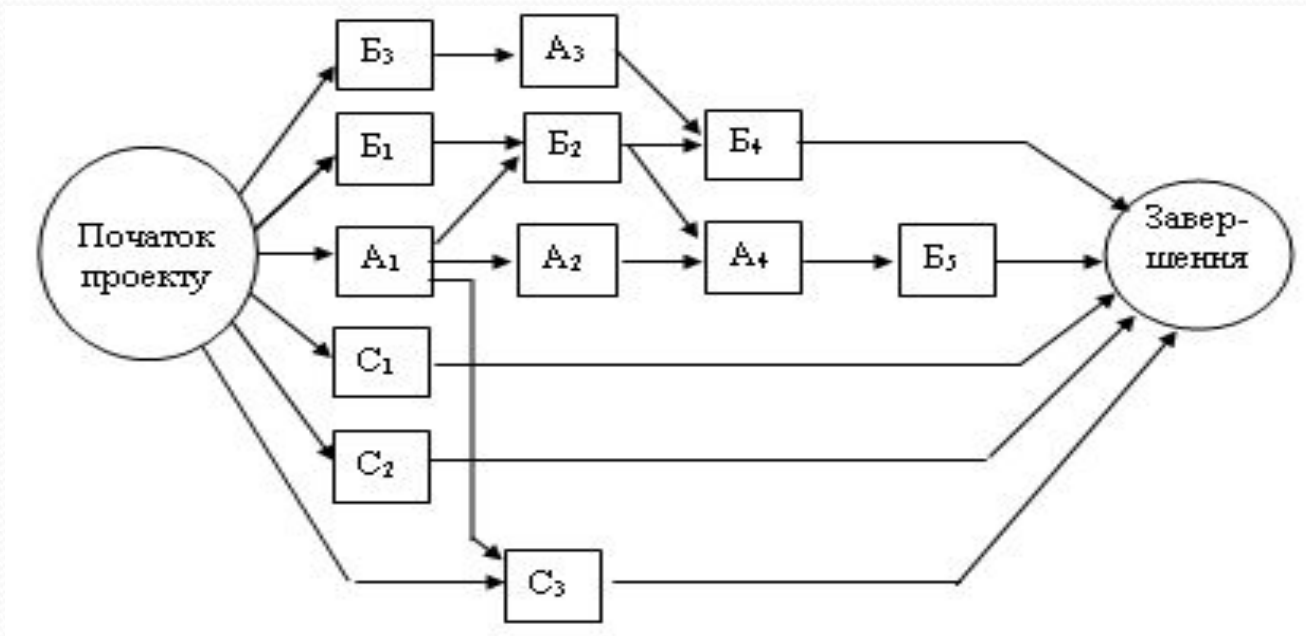 Б₃
А₃
Б₁
Б₂
Б₄
Початок
проекту
А₁
А₂
А₄
Б₅
Завер-
шення
С₁
С₂
С₃